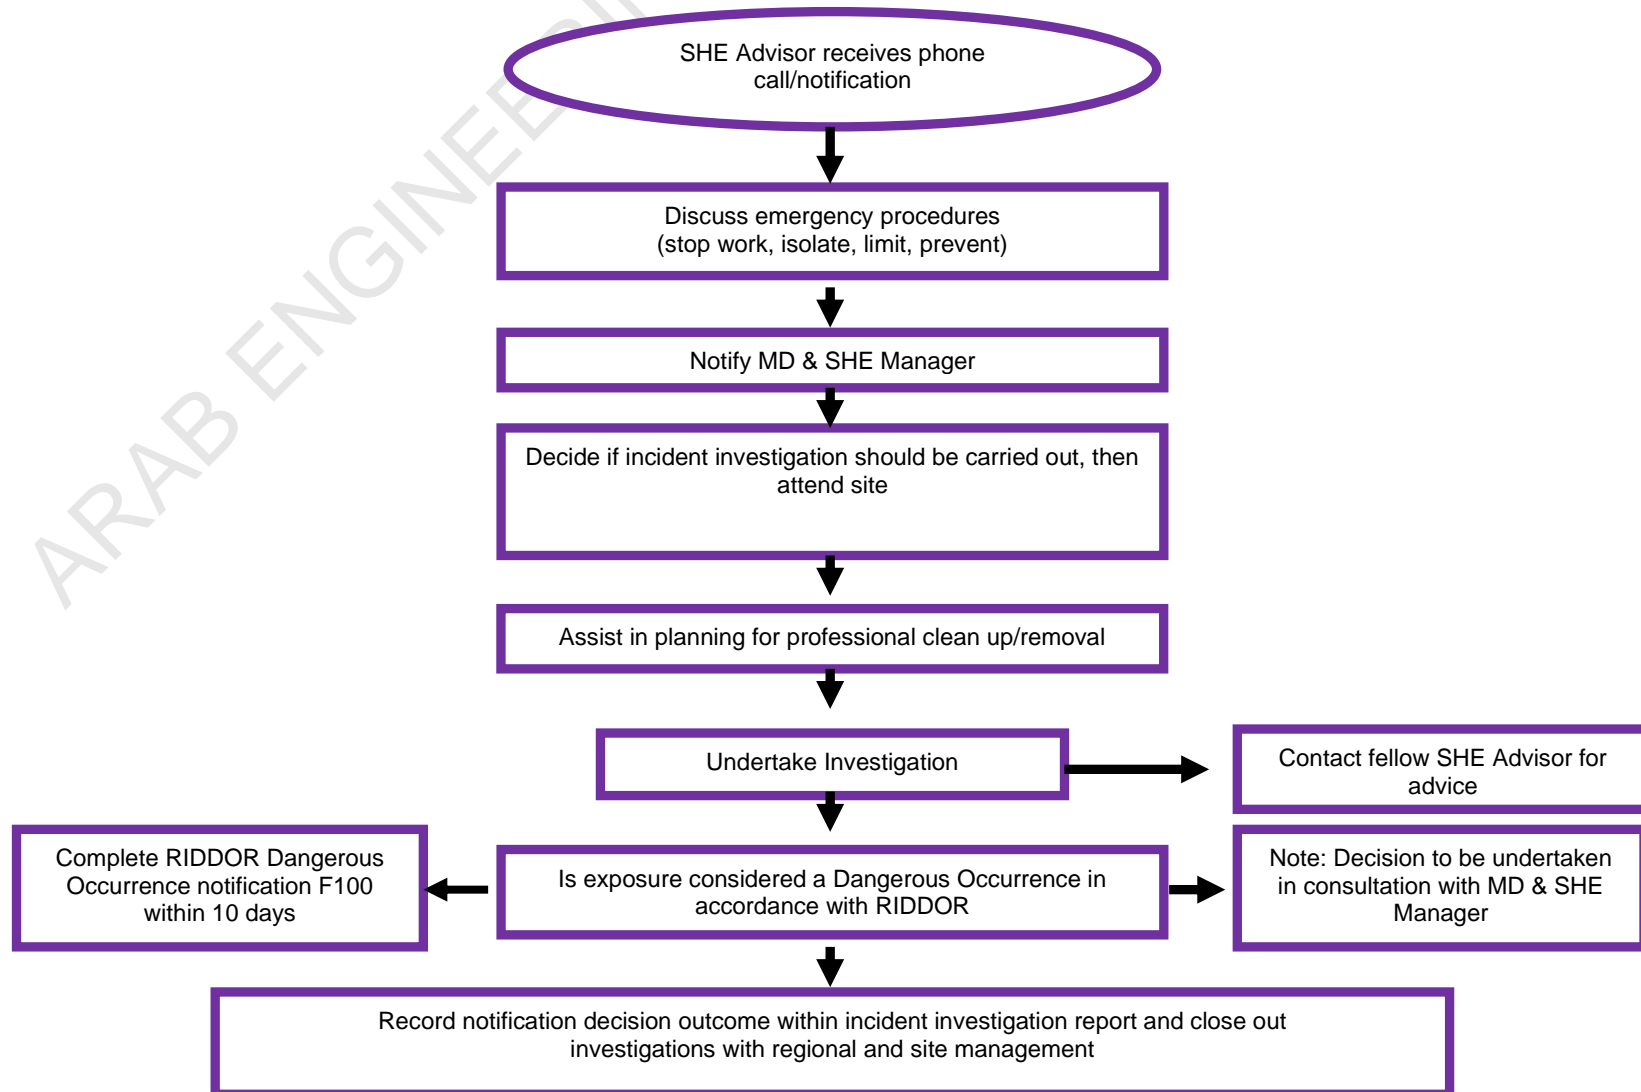 SHE Advisor receives phone
call/notification
Discuss emergency procedures
(stop work, isolate, limit, prevent)
Notify MD & SHE Manager
Decide if incident investigation should be carried out, then
attend site
Assist in planning for professional clean up/removal
Undertake Investigation
Contact fellow SHE Advisor for
advice
Complete RIDDOR Dangerous
Occurrence notification F100
within 10 days
Is exposure considered a Dangerous Occurrence in
accordance with RIDDOR
Note: Decision to be undertaken
in consultation with MD & SHE
Manager
Record notification decision outcome within incident investigation report and close out
investigations with regional and site management
ARAB